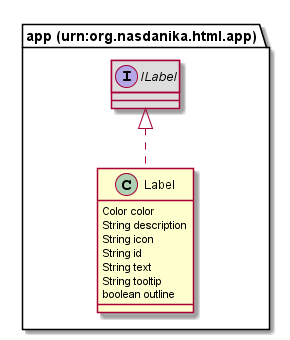 app (urn:org.nasdanika.html.app)
I ILabel
C Label
Color color
String description
String icon
String id
String text
String tooltip
boolean outline